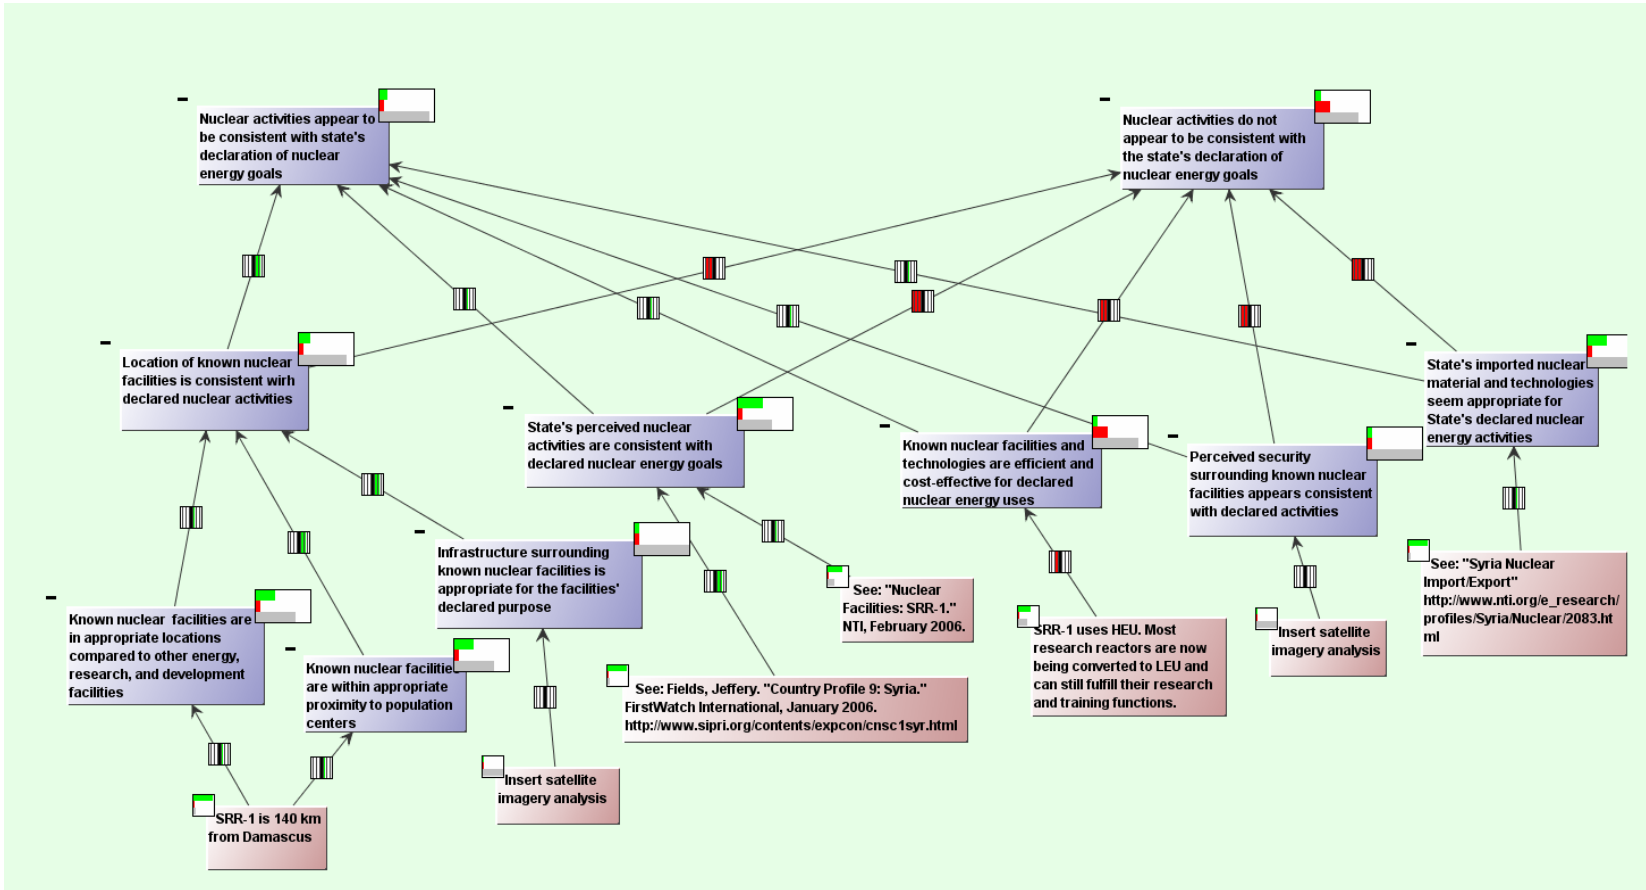 Nuclear activities appear to
be consistent with state's
declaration of nuclear
energy goals
Nuclear activities do not
appear to be consistent with
the state's declaration of
nuclear energy goals
Location of known nuclear
facilities is consistent wirh
declared nuclear activities
State's perceived nuclear
activities are consistent with
declared nuclear energy goals
Known nuclear facilities and
technologies are efficient and
cost-effective for declared
nuclear energy uses
Perceived security
surrounding known nuclear
facilities appears consistent
with declared activities
State's imported nuclear
material and technologies
seem appropriate for
State's declared nuclear
energy activities
Infrastructure surrounding
known nuclear facilities is
appropriate for the facilities'
declared purpose
Known nuclear facilities are
in appropriate locations
compared to other energy,
research, and development
facilities
Known nuclear facilitie
are within appropriate
proximity to population
centers
See: "Nuclear
Facilities: SRR-1."
NTI, February 2006.
SRR-1 uses HEU. Most
research reactors are now
being converted to LEU and
can still fulfill their research
and training functions.
Insert satellite
imagery analysis
See: "Syria Nuclear
Import/Export"
http://www.nti.org/e_research/
profiles/Syria/Nuclear/2083.ht
ml
See: Fields, Jeffery. "Country Profile 9: Syria."
FirstWatch International, January 2006.
http://www.sipri.org/contents/expcon/cnsc1syr.html
Insert satellite
imagery analysis
SRR-1 is 140 km
from Damascus